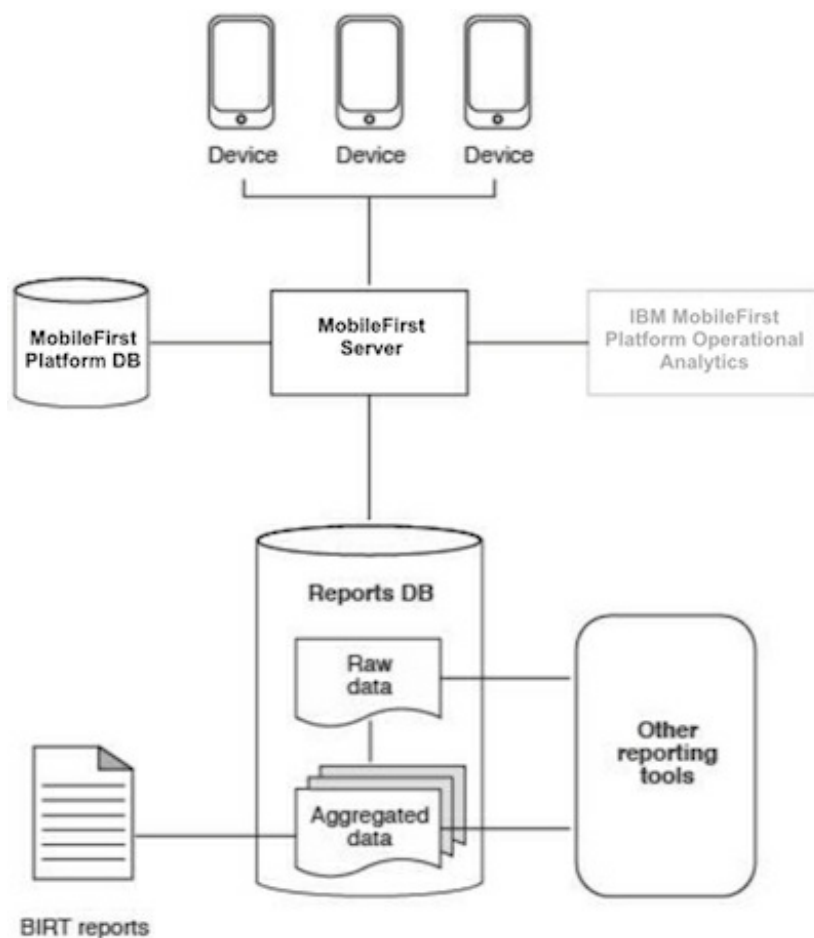 Device
Device
Device
MobileFirst
Platform DB
MobileFirst
Server
IBM MobileFirst
Platform Operational
Analytics
Reports DB
Raw
data
Other
reporting
tools
Aggregated
data
BIRT reports